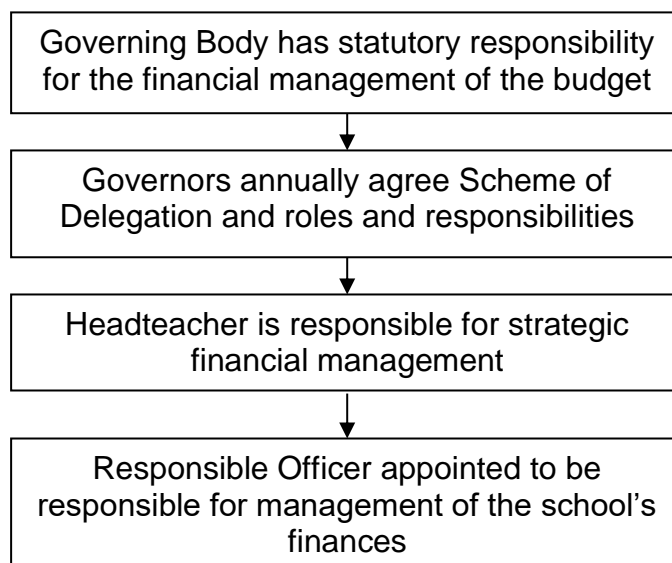 Governing Body has statutory responsibility
for the financial management of the budget
Governors annually agree Scheme of
Delegation and roles and responsibilities
Headteacher is responsible for strategic
financial management
Responsible Officer appointed to be
responsible for management of the school’s
finances